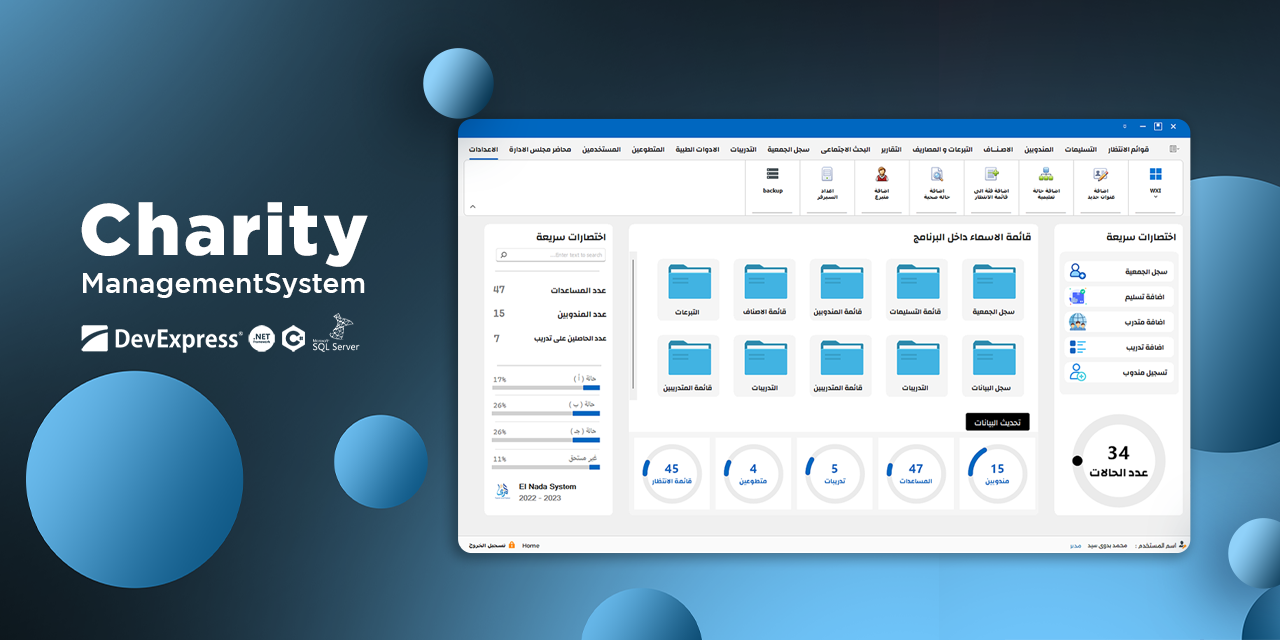 Charity
ManagementSystem
DevExpress®
.NET
Framework
C#
Microsoft
SQL Server
قوائم الانتظار
التسليمات
المندوبين
الاصناف
التبرعات و المصاريف
التقارير
البحث الاجتماعى
سجل الجمعية
التدريبات
الادوات الطبية
المتطوعين
المستخدمين
محاضر مجلس الادارة
الاعدادات
WXI
اضافة
عنوان جديد
اضافة حالة
تعليمية
اضافة فئة الى
قائمة الانتظار
اضافة
حالة صحية
اضافة
متبرع
اعداد
السيرفر
backup
اختصارات سريعة
سجل الجمعية
اضافة تسليم
اضافة متدرب
اضافة تدريب
تسجيل مندوب
34
عدد الحالات
قائمة الاسماء داخل البرنامج
سجل الجمعية
قائمة التسليمات
قائمة المندوبين
قائمة الاصناف
التبرعات
سجل البيانات
التدريبات
قائمة المتدريبين
التدريبات
قائمة المتدريبين
تحديث البيانات
15
مندوبين
47
المساعدات
5
تدريبات
4
متطوعين
45
قائمة الانتظار
اختصارات سريعة
Enter text to search...
عدد المساعدات 47
عدد المندوبين 15
عدد الحاصلين على تدريب 7
حالة ( أ ) 17%
حالة ( ب ) 26%
حالة ( جـ ) 26%
غير مستحق 11%
El Nada System
2022 - 2023
اسم المستخدم : محمد بدوى سيد مدير
Home
تسجيل الخروج